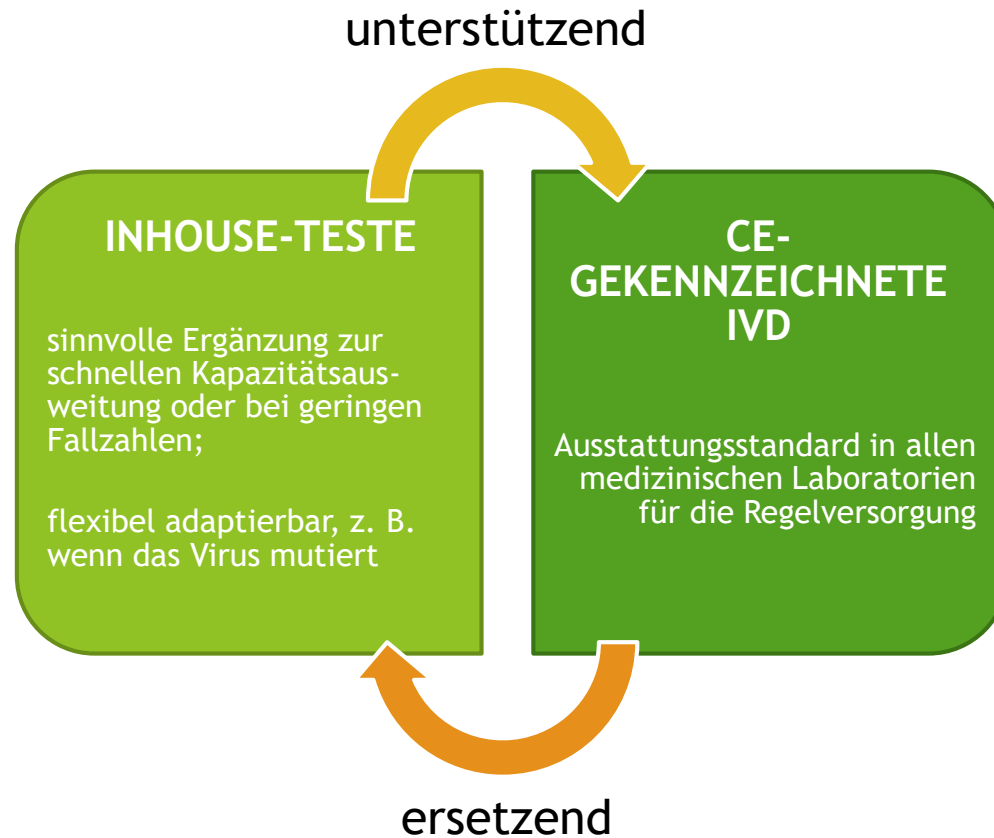 unterstützend
INHOUSE-TESTE
sinnvolle Ergänzung zur
schnellen Kapazitätsaus-
weitung oder bei geringen
Fallzahlen;
flexibel adaptierbar, z. B.
wenn das Virus mutiert
CE-
GEKENNZEICHNETE
IVD
Ausstattungsstandard in allen
medizinischen Laboratorien
für die Regelversorgung
ersetzend